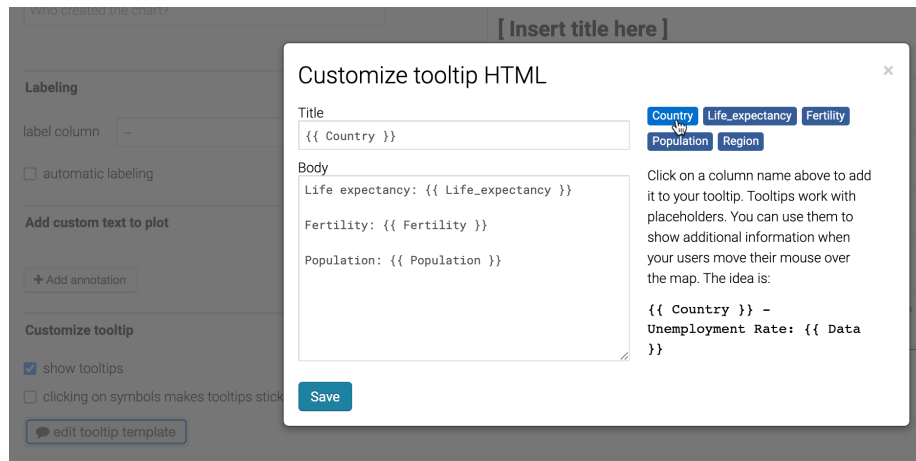 Who created the chart?
[ Insert title here ]
Labeling
label column
--
automatic labeling
Add custom text to plot
+ Add annotation
Customize tooltip
show tooltips
clicking on symbols makes tooltips stick
edit tooltip template
Customize tooltip HTML
×
Title
{{ Country }}
Body
Life expectancy: {{ Life_expectancy }}
Fertility: {{ Fertility }}
Population: {{ Population }}
Save
Country Life_expectancy Fertility
Population Region
Click on a column name above to add
it to your tooltip. Tooltips work with
placeholders. You can use them to
show additional information when
your users move their mouse over
the map. The idea is:
{{ Country }} –
Unemployment Rate: {{ Data
}}